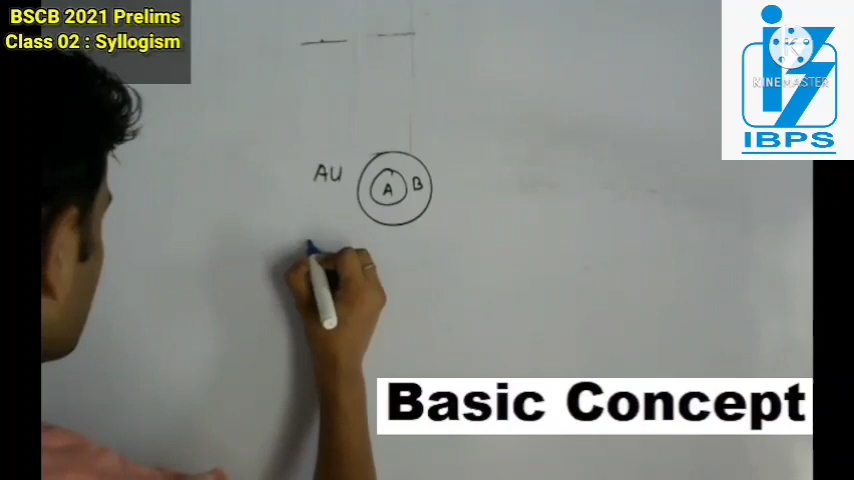 BSCB 2021 Prelims
Class 02 : Syllogism
KINEMASTER
IBPS
AU
A
B
Basic Concept